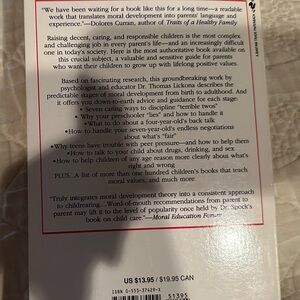 "We have been waiting for a book like this for a long time—a readable
work that translates moral development into parents' language and
experience."—Dolores Curran, author of Traits of a Healthy Family
Raising decent, caring, and responsible children is the most complex
and challenging job in every parent's life—and an increasingly difficult
one in today's society. Here is the most authoritative book available on
this crucial subject, a valuable and sensitive guide for parents
who want their children to grow up with lifelong positive values.
Based on fascinating research, this groundbreaking work by
psychologist and educator Dr. Thomas Lickona describes the
predictable stages of moral development from birth to adulthood. And
it offers you down-to-earth advice and guidance for each stage:
• Seven caring ways to discipline "terrible twos"
• Why your preschooler "lies" and how to handle it
• What to do about a four-year-old's back talk
• How to handle your seven-year-old's endless negotiations
about what's "fair"
• Why teens have trouble with peer pressure—and how to help them
• How to talk to your child about drugs, drinking, and sex
• How to help children of any age reason more clearly about what's
right and wrong
PLUS...A list of more than one hundred children's books that teach
moral values, and much more.
"Truly integrates moral development theory into a consistent approach
to childrearing... Word-of-mouth recommendations from parent to
parent may lift it to the level of popularity once held by Dr. Spock's
book on child care."—Moral Education Forum
US $13.95 / $19.95 CAN
ISBN 0-553-37429-X
51395